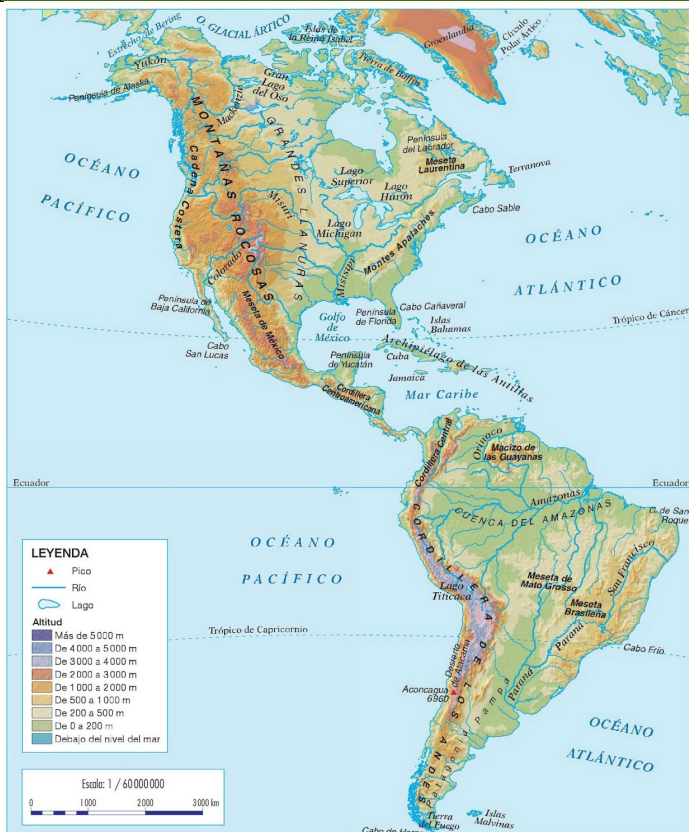 O. GLACIAL ÁRTICO
Estrecho de Bering
Islas de
la Reina Isabel
Groenlandia
Círculo
Polar Ártico
Yukón
Gran
Lago
del Oso
Tierra de Baffin
Península de Alaska
Mackenzie
MONTAÑAS ROCOSAS
GRANDES LLANURAS
Cadena Costera
Península
del Labrador
Meseta
Laurentina
Terranova
OCÉANO
PACÍFICO
Lago
Superior
Lago
Hurón
Misuri
Cabo Sable
Lago
Michigan
Montes Apalaches
OCÉANO
ATLÁNTICO
Colorado
Misisipi
Península de
Baja California
Meseta de México
Golfo
de
México
Península
de Florida
Cabo Cañaveral
Islas
Bahamas
Trópico de Cáncer
Cabo
San Lucas
Península
de Yucatán
Cuba
Archipiélago de las Antillas
Jamaica
Cordillera
Centroamericana
Mar Caribe
Cordillera Central
Orinoco
Macizo de
las Guayanas
Ecuador
Ecuador
Amazonas
CUENCA DEL AMAZONAS
C. de San
Roque
OCÉANO
PACÍFICO
CORDILLERA DE LOS ANDES
Lago
Titicaca
Meseta de
Mato Grosso
San Francisco
Meseta
Brasileña
Trópico de Capricornio
Desierto
de Atacama
Paraná
Cabo Frío
Aconcagua
6960
Paraná
Pampa
Patagonia
OCÉANO
ATLÁNTICO
Tierra
del Fuego
Islas
Malvinas
LEYENDA
Pico
Río
Lago
Altitud
Más de 5000 m
De 4000 a 5000 m
De 3000 a 4000 m
De 2000 a 3000 m
De 1000 a 2000 m
De 500 a 1000 m
De 200 a 500 m
De 0 a 200 m
Debajo del nivel del mar
Escala: 1 / 60000000
0 1000 2000 3000 km